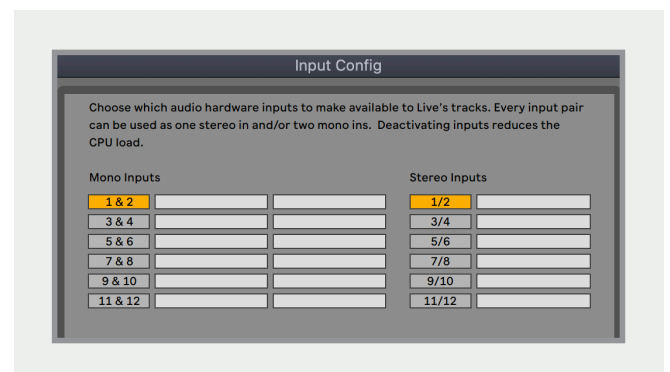 Input Config
Choose which audio hardware inputs to make available to Live's tracks. Every input pair
can be used as one stereo in and/or two mono ins. Deactivating inputs reduces the
CPU load.
Mono Inputs Stereo Inputs
1 & 2 1/2
3 & 4 3/4
5 & 6 5/6
7 & 8 7/8
9 & 10 9/10
11 & 12 11/12